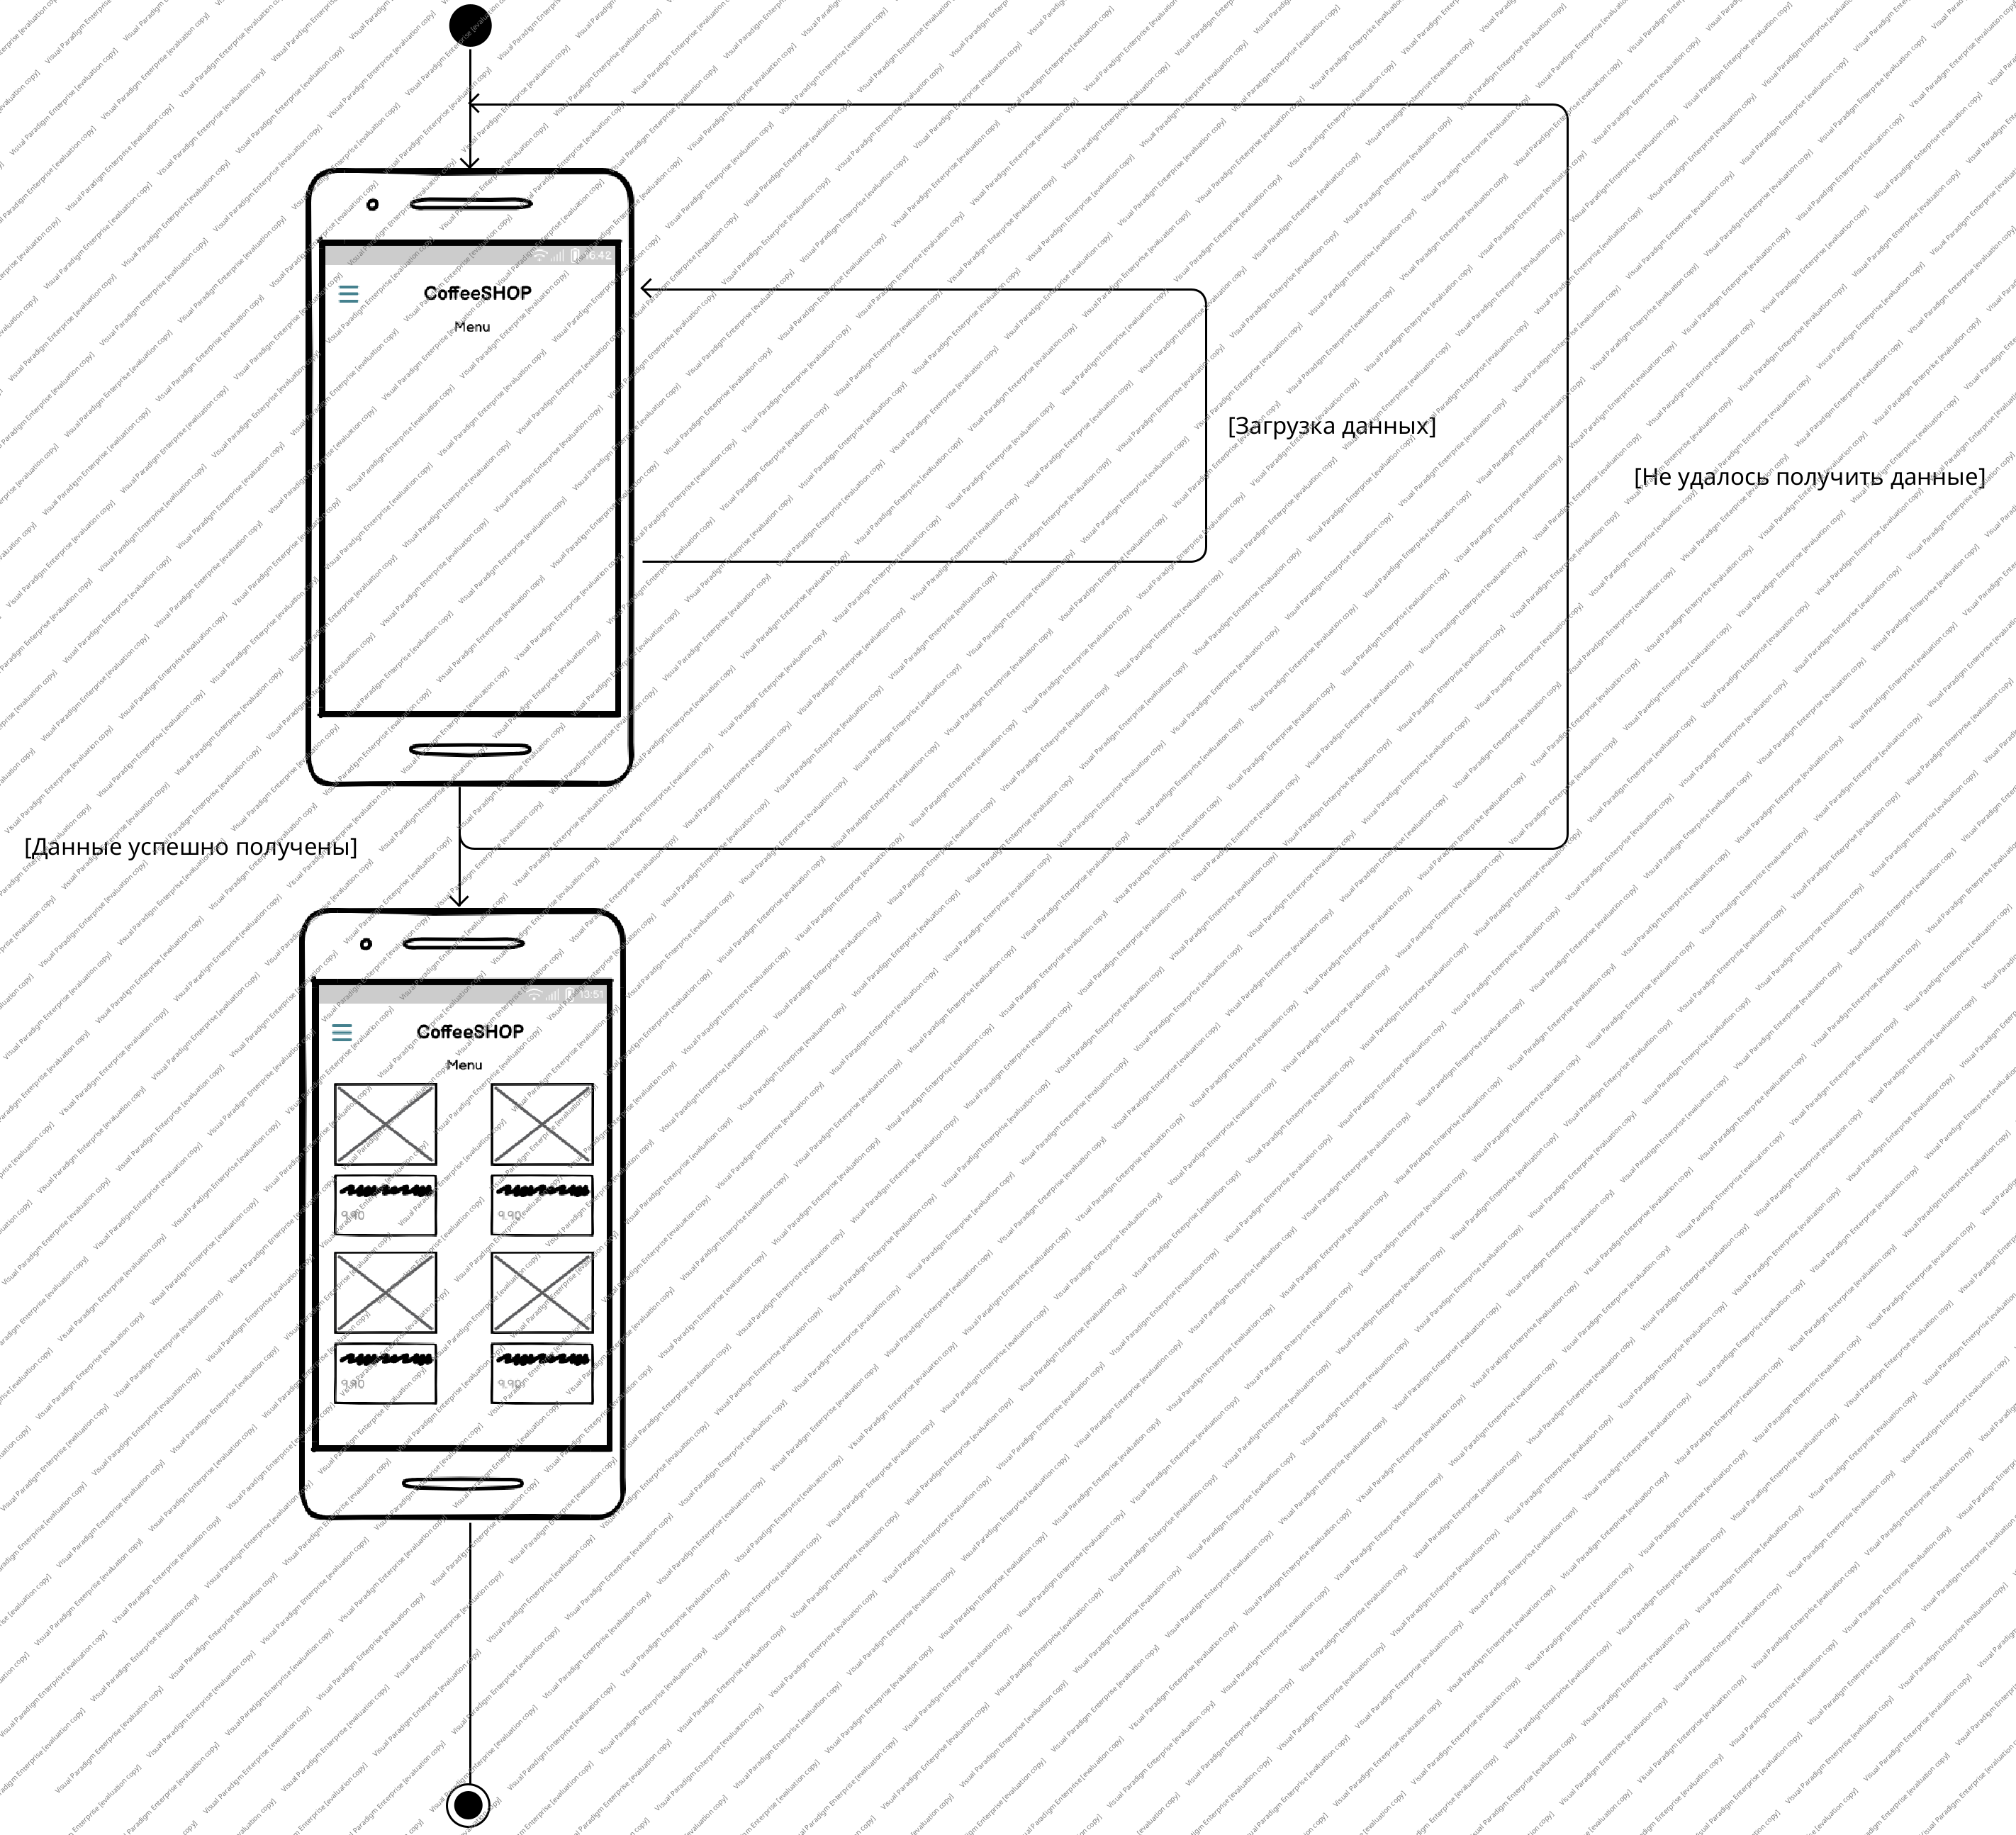 16:42
CoffeeSHOP
Menu
[Загрузка данных]
[Не удалось получить данные]
[Данные успешно получены]
13:51
CoffeeSHOP
Menu
9.90 9.90
9.90 9.90
Visual Paradigm Enterprise [evaluation copy]